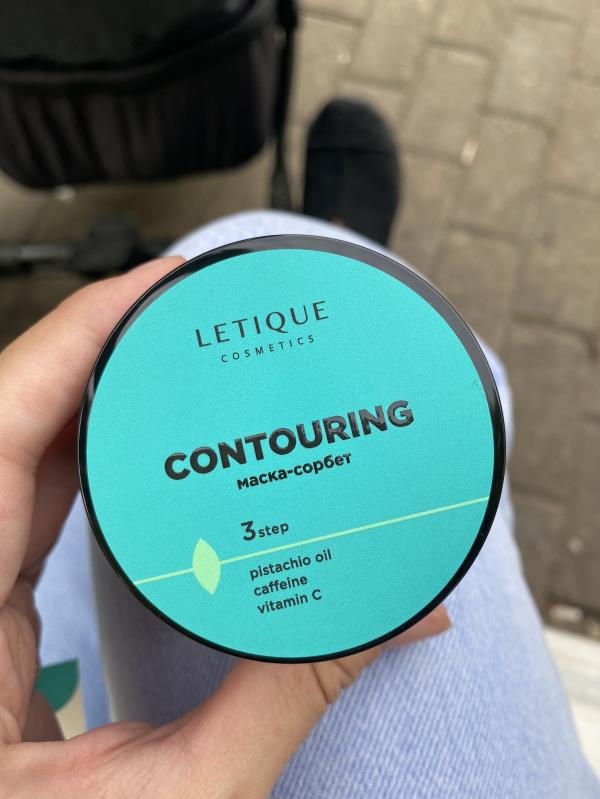 LETIQUE
COSMETICS
CONTOURING
маска-сорбет
3 step
pistachio oil
caffeine
vitamin C